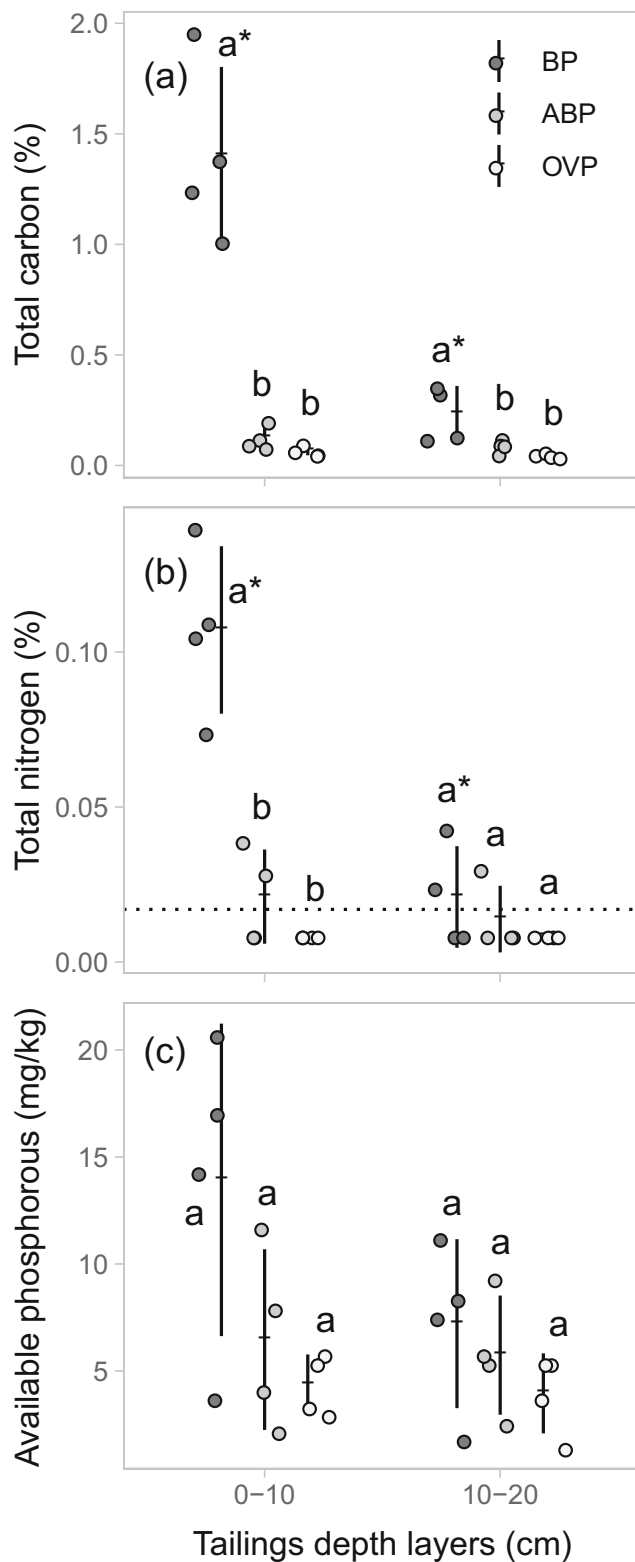 2.0
a*
(a)
BP
ABP
OVP
1.5
1.0
0.5
0.0
Total carbon (%)
b
b
a*
b
b
(b)
a*
0.10
0.05
0.00
Total nitrogen (%)
b
b
a*
a
a
(c)
20
15
10
5
Available phosphorous (mg/kg)
a
a
a
a
a
a
0−10
10−20
Tailings depth layers (cm)